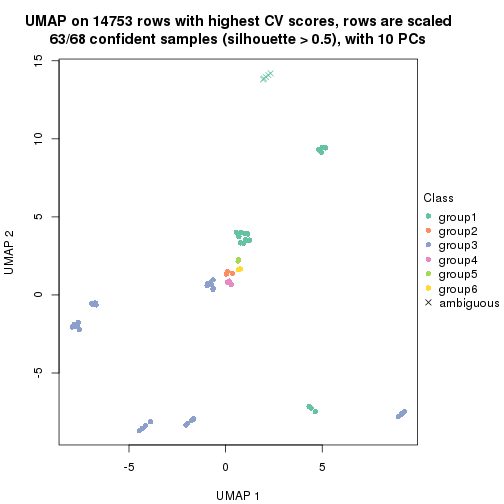 UMAP on 14753 rows with highest CV scores, rows are scaled
63/68 confident samples (silhouette > 0.5), with 10 PCs
15
10
5
0
-5
UMAP 2
-5
0
5
UMAP 1
Class
group1
group2
group3
group4
group5
group6
ambiguous